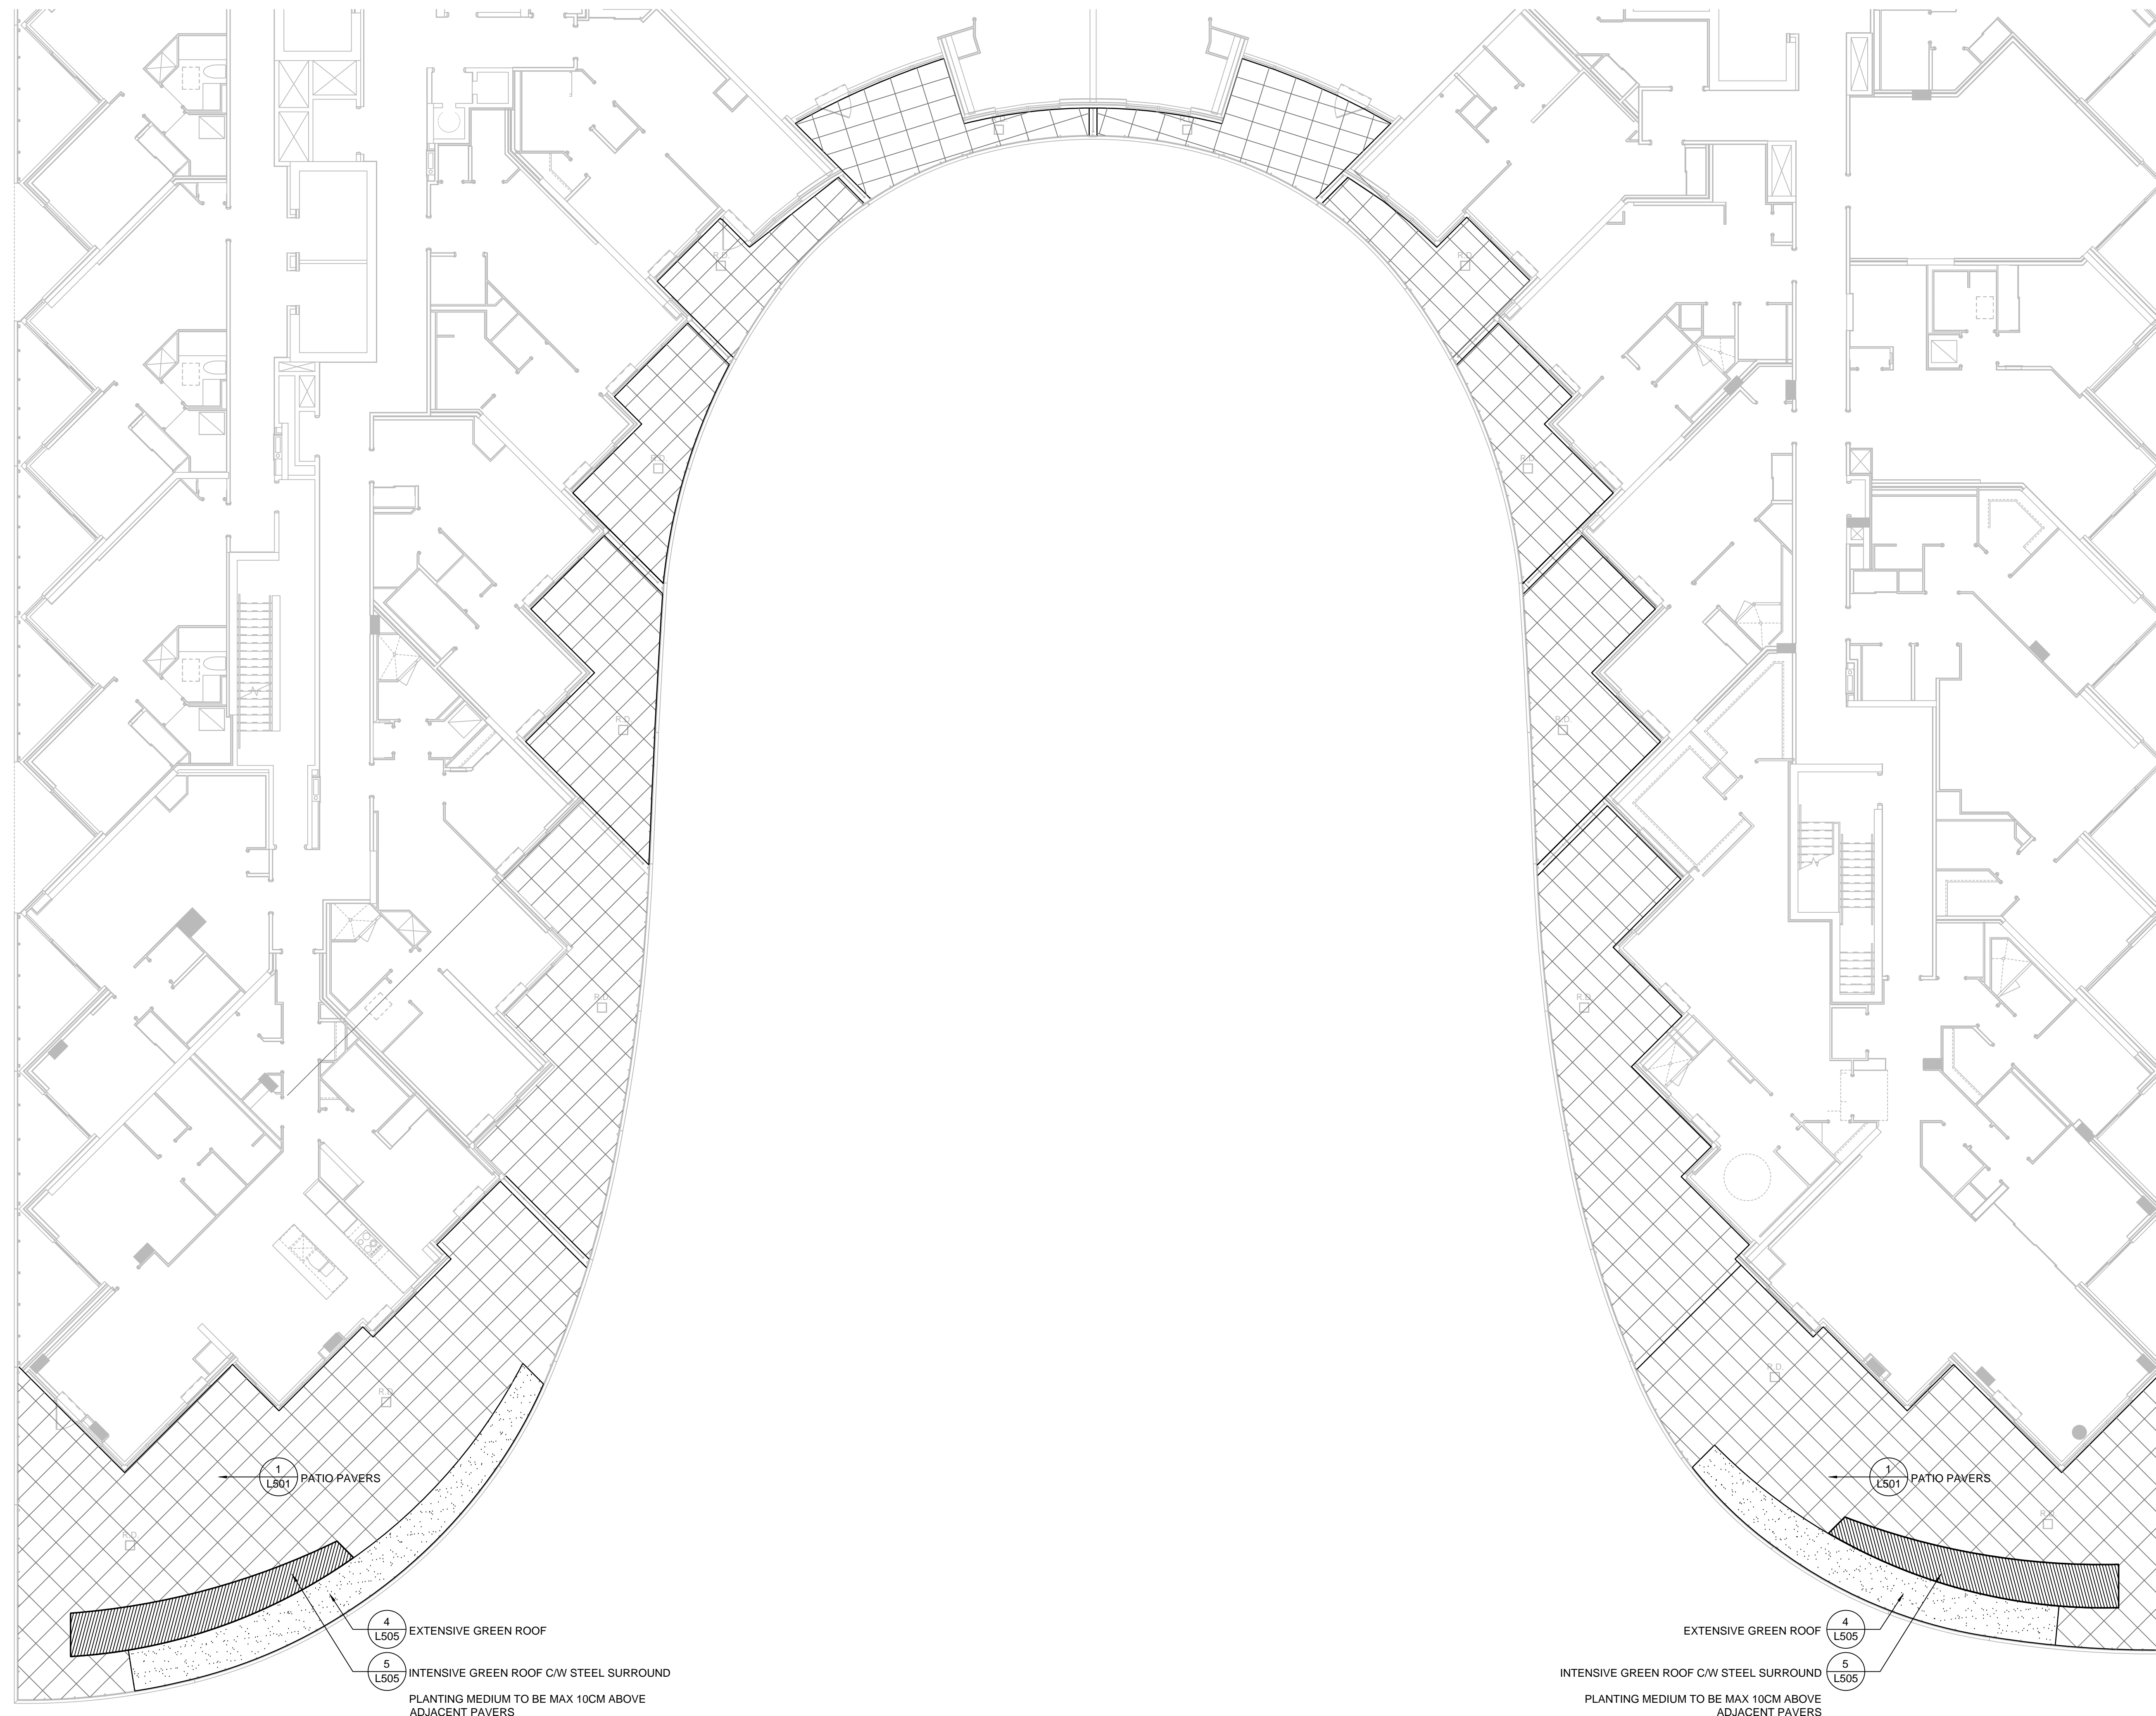 R.D.
R.D.
R.D.
R.D.
R.D.
R.D.
R.D.
R.D.
R.D.
R.D.
R.D.
R.D.
R.D.
1
L501
PATIO PAVERS
1
L501
PATIO PAVERS
R.D.
R.D.
4
L505
EXTENSIVE GREEN ROOF
5
L505
INTENSIVE GREEN ROOF C/W STEEL SURROUND
PLANTING MEDIUM TO BE MAX 10CM ABOVE
ADJACENT PAVERS
EXTENSIVE GREEN ROOF
4
L505
INTENSIVE GREEN ROOF C/W STEEL SURROUND
5
L505
PLANTING MEDIUM TO BE MAX 10CM ABOVE
ADJACENT PAVERS